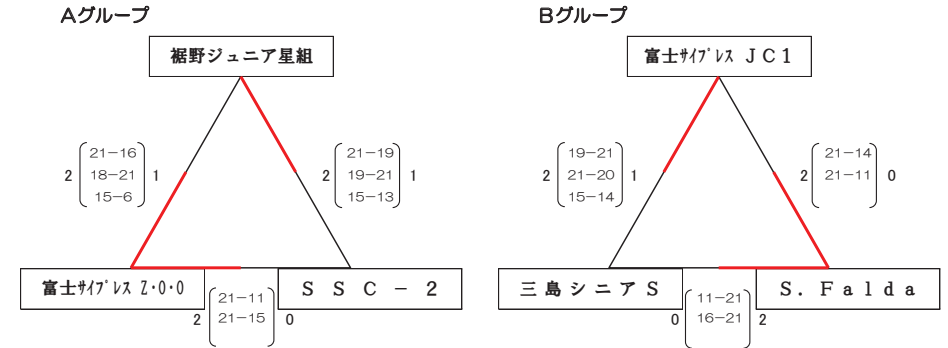 Aグループ
Bグループ
裾野ジュニア星組
富士ｻｲﾌﾟﾚｽ ＪＣ１
21−16
2 18−21 1
15−6
21−19
2 19−21 1
15−13
19−21
2 21−20 1
15−14
21−14
2 21−11 0
富士ｻｲﾌﾟﾚｽ Z･O･O
ＳＳＣ－２
三島シニアＳ
Ｓ．Ｆａｌｄａ
21−11
2 21−15 0
11−21
0 16−21 2